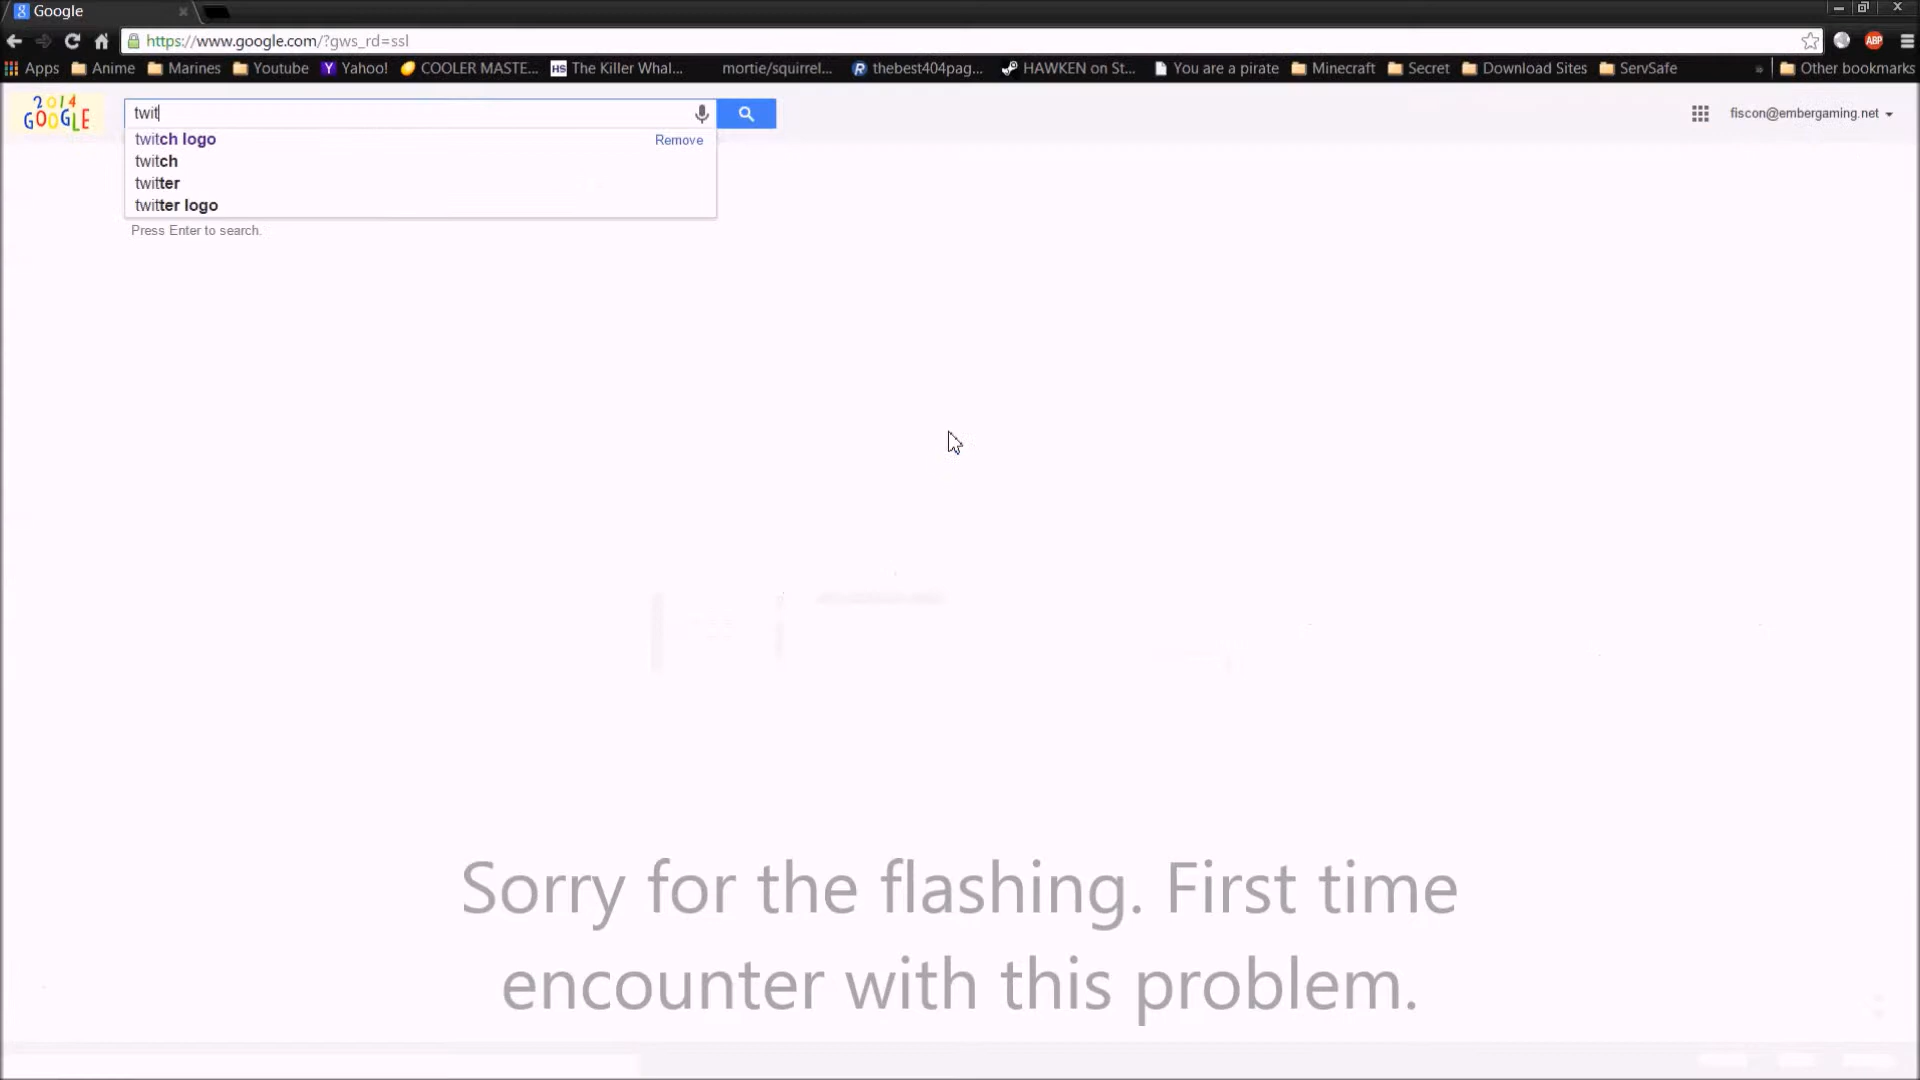 Google
https://www.google.com/?gws_rd=ssl
Apps Anime Marines Youtube Yahoo! COOLER MASTE... HS The Killer Whal... mortie/squirrel... thebest404pag... HAWKEN on St... You are a pirate Minecraft Secret Download Sites ServSafe » Other bookmarks
ABP
2014
GOOGLE
twit
fiscon@embergaming.net
twitch logo Remove
twitch
twitter
twitter logo
Press Enter to search.
Sorry for the flashing. First time
encounter with this problem.